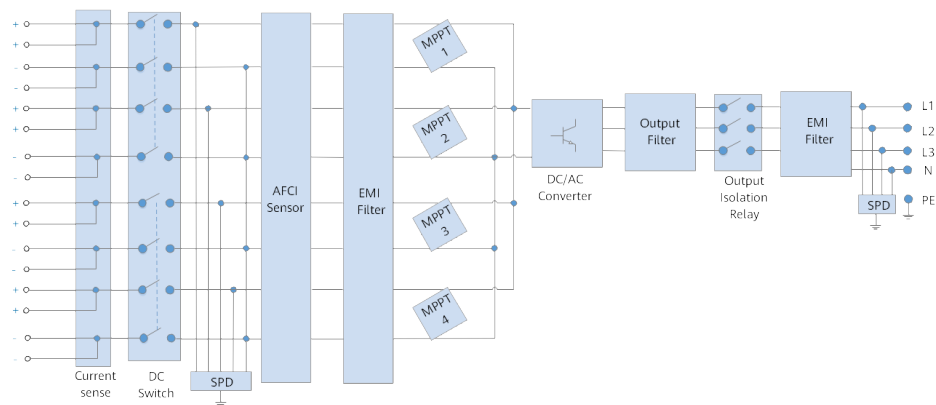 +
+
-
-
+
+
-
-
+
+
-
-
+
+
-
-
Current
sense
DC
Switch
SPD
AFCI
Sensor
EMI
Filter
MPPT
1
MPPT
2
MPPT
3
MPPT
4
DC/AC
Converter
Output
Filter
Output
Isolation
Relay
EMI
Filter
SPD
L1
L2
L3
N
PE